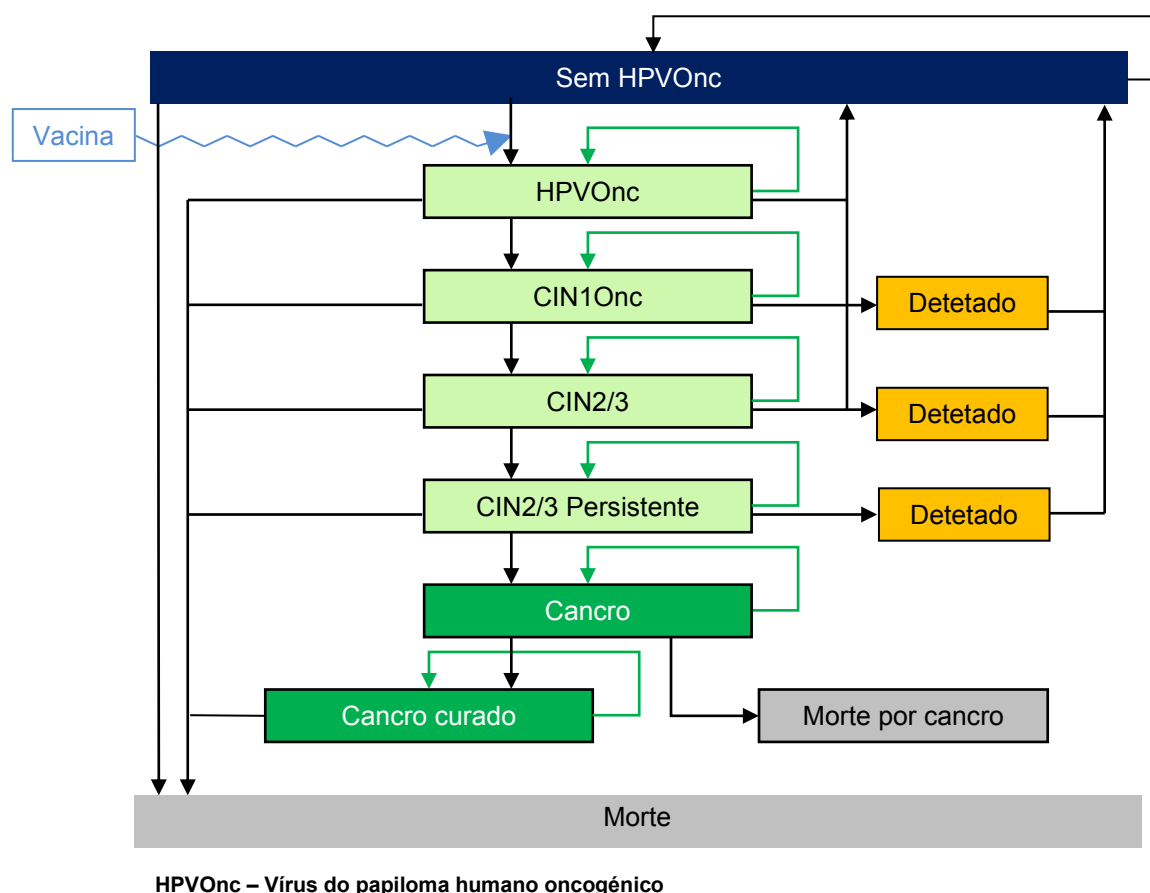 Sem HPVOnc
Vacina
HPVOnc
CIN1Onc
Detetado
CIN2/3
Detetado
CIN2/3 Persistente
Detetado
Cancro
Cancro curado
Morte por cancro
Morte
HPVOnc – Vírus do papiloma humano oncogénico